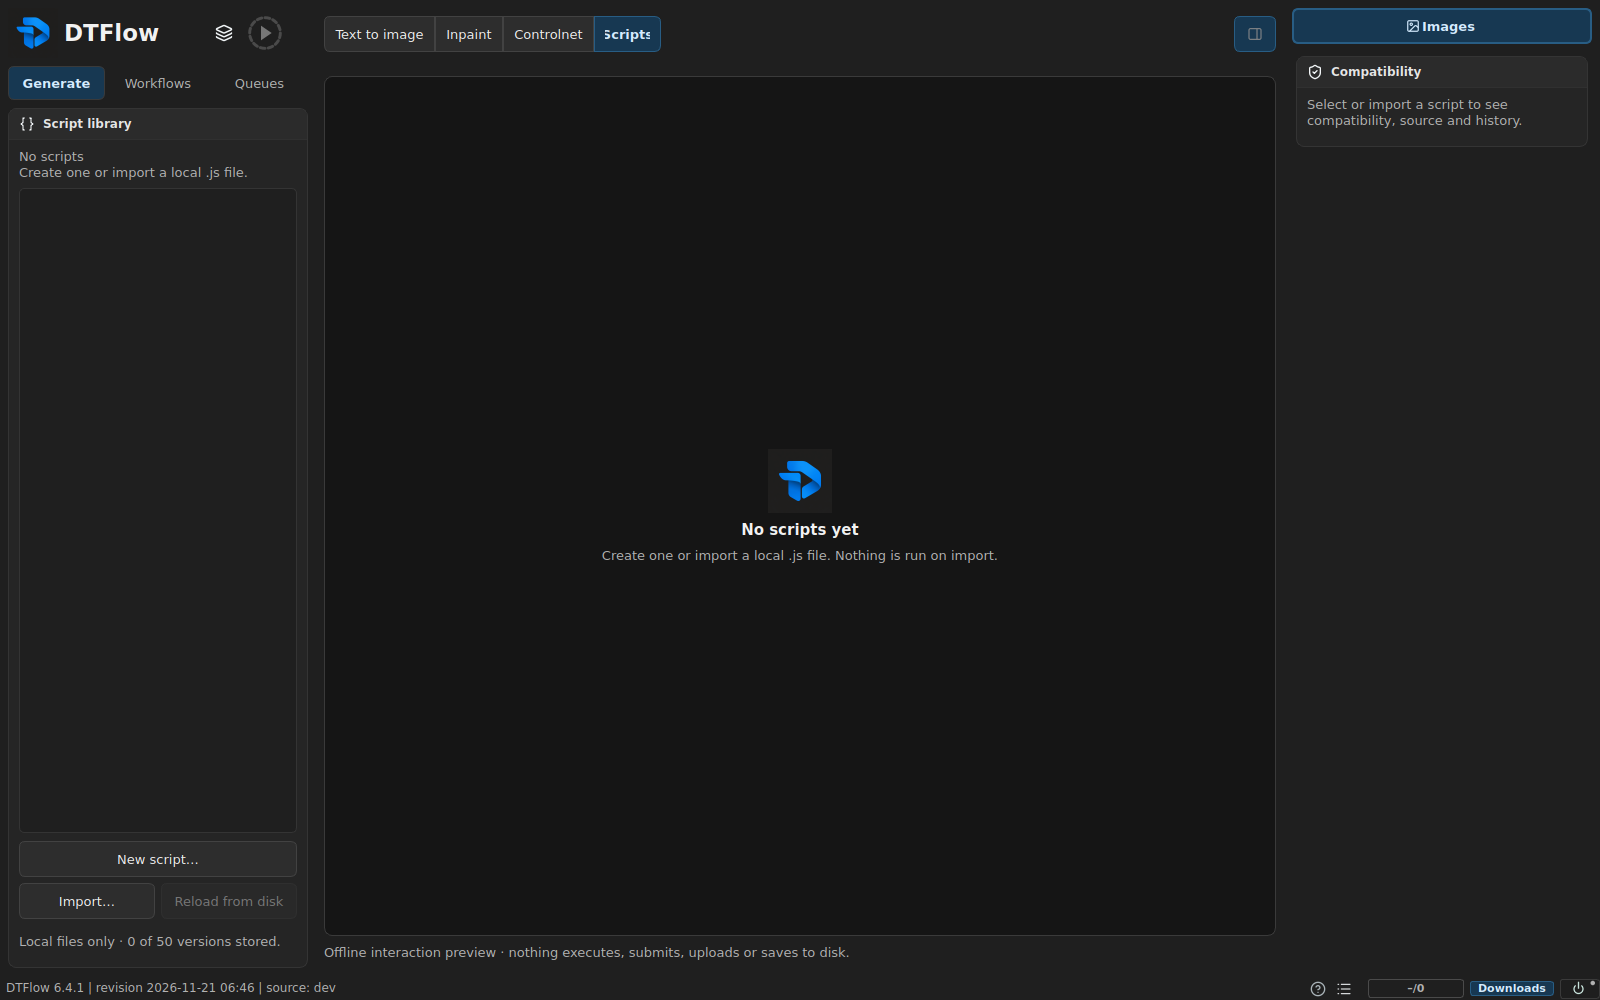 DTFlow
Generate
Workflows
Queues
Script library
No scripts
Create one or import a local .js file.
New script...
Import...
Reload from disk
Local files only · 0 of 50 versions stored.
Text to image
Inpaint
Controlnet
Scripts
No scripts yet
Create one or import a local .js file. Nothing is run on import.
Offline interaction preview · nothing executes, submits, uploads or saves to disk.
Images
Compatibility
Select or import a script to see
compatibility, source and history.
DTFlow 6.4.1 | revision 2026-11-21 06:46 | source: dev
-/0
Downloads